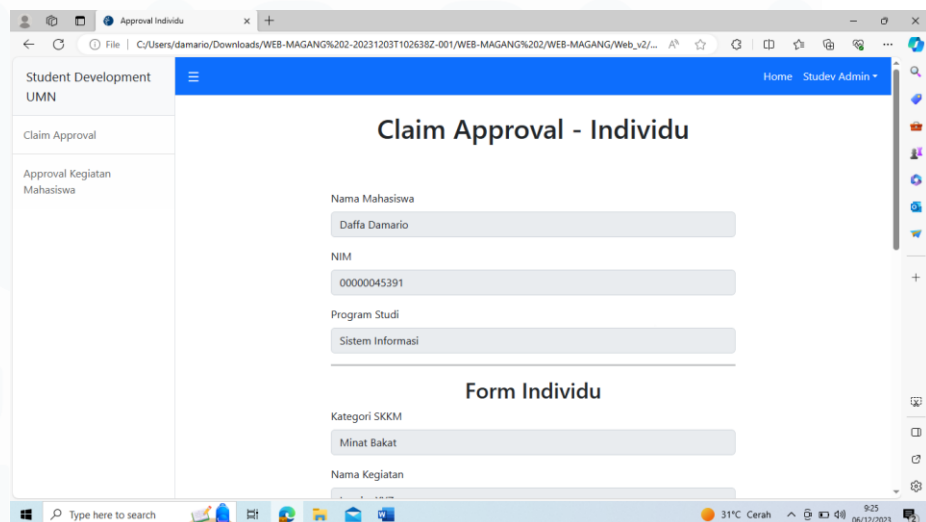 Approval Individu
File
C:/Users/damario/Downloads/WEB-MAGANG%202-20231203T102638Z-001/WEB-MAGANG%202/WEB-MAGANG/Web_v2/...
Student Development
UMN
Home Studev Admin
Claim Approval
Approval Kegiatan
Mahasiswa
Claim Approval - Individu
Nama Mahasiswa
Daffa Damario
NIM
00000045391
Program Studi
Sistem Informasi
Form Individu
Kategori SKKM
Minat Bakat
Nama Kegiatan
Type here to search
31°C Cerah
9:25
06/12/2023